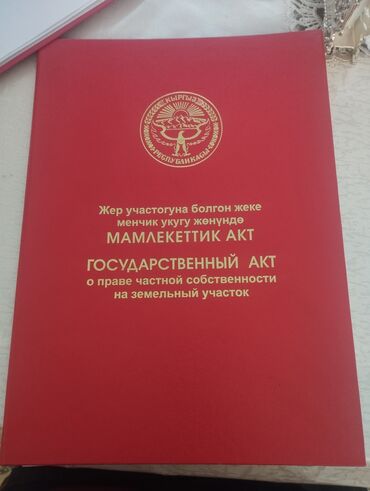 КЫРГЫЗ
РЕСПУБЛИКАСЫ
Жер участогуна болгон жеке
менчик укугу жөнүндө
МАМЛЕКЕТТИК АКТ
ГОСУДАРСТВЕННЫЙ АКТ
о праве частной собственности
на земельный участок